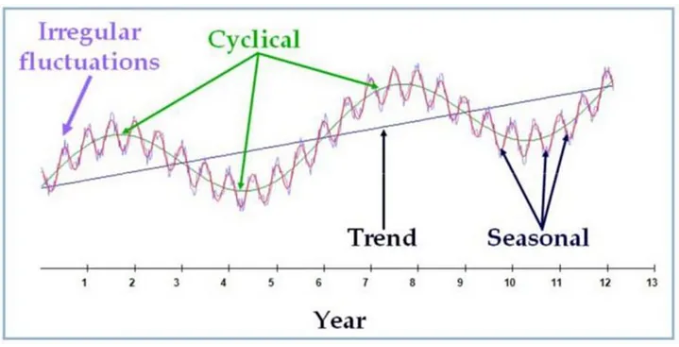 Irregular
fluctuations
Cyclical
Trend
Seasonal
1 2 3 4 5 6 7 8 9 10 11 12 13
Year